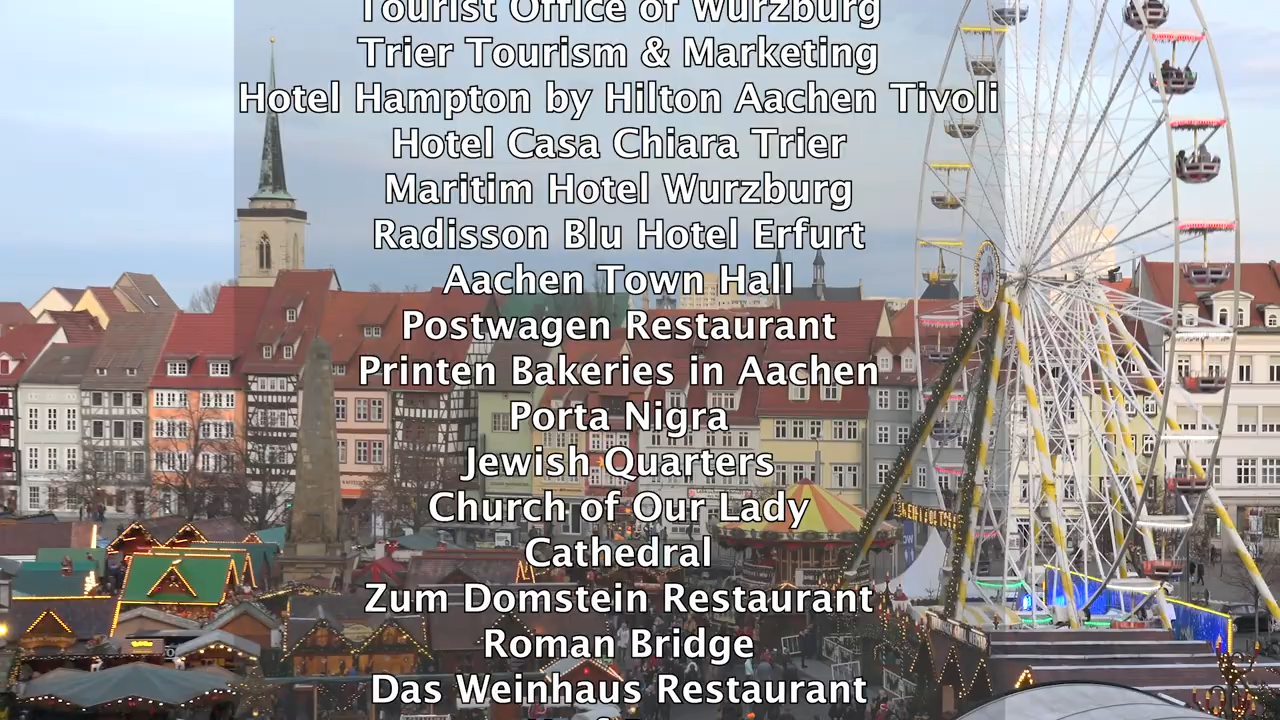 Tourist Office of Wurzburg
Trier Tourism & Marketing
Hotel Hampton by Hilton Aachen Tivoli
Hotel Casa Chiara Trier
Maritim Hotel Wurzburg
Radisson Blu Hotel Erfurt
Aachen Town Hall
Postwagen Restaurant
Printen Bakeries in Aachen
Porta Nigra
Jewish Quarters
Church of Our Lady
Cathedral
Zum Domstein Restaurant
Roman Bridge
Das Weinhaus Restaurant